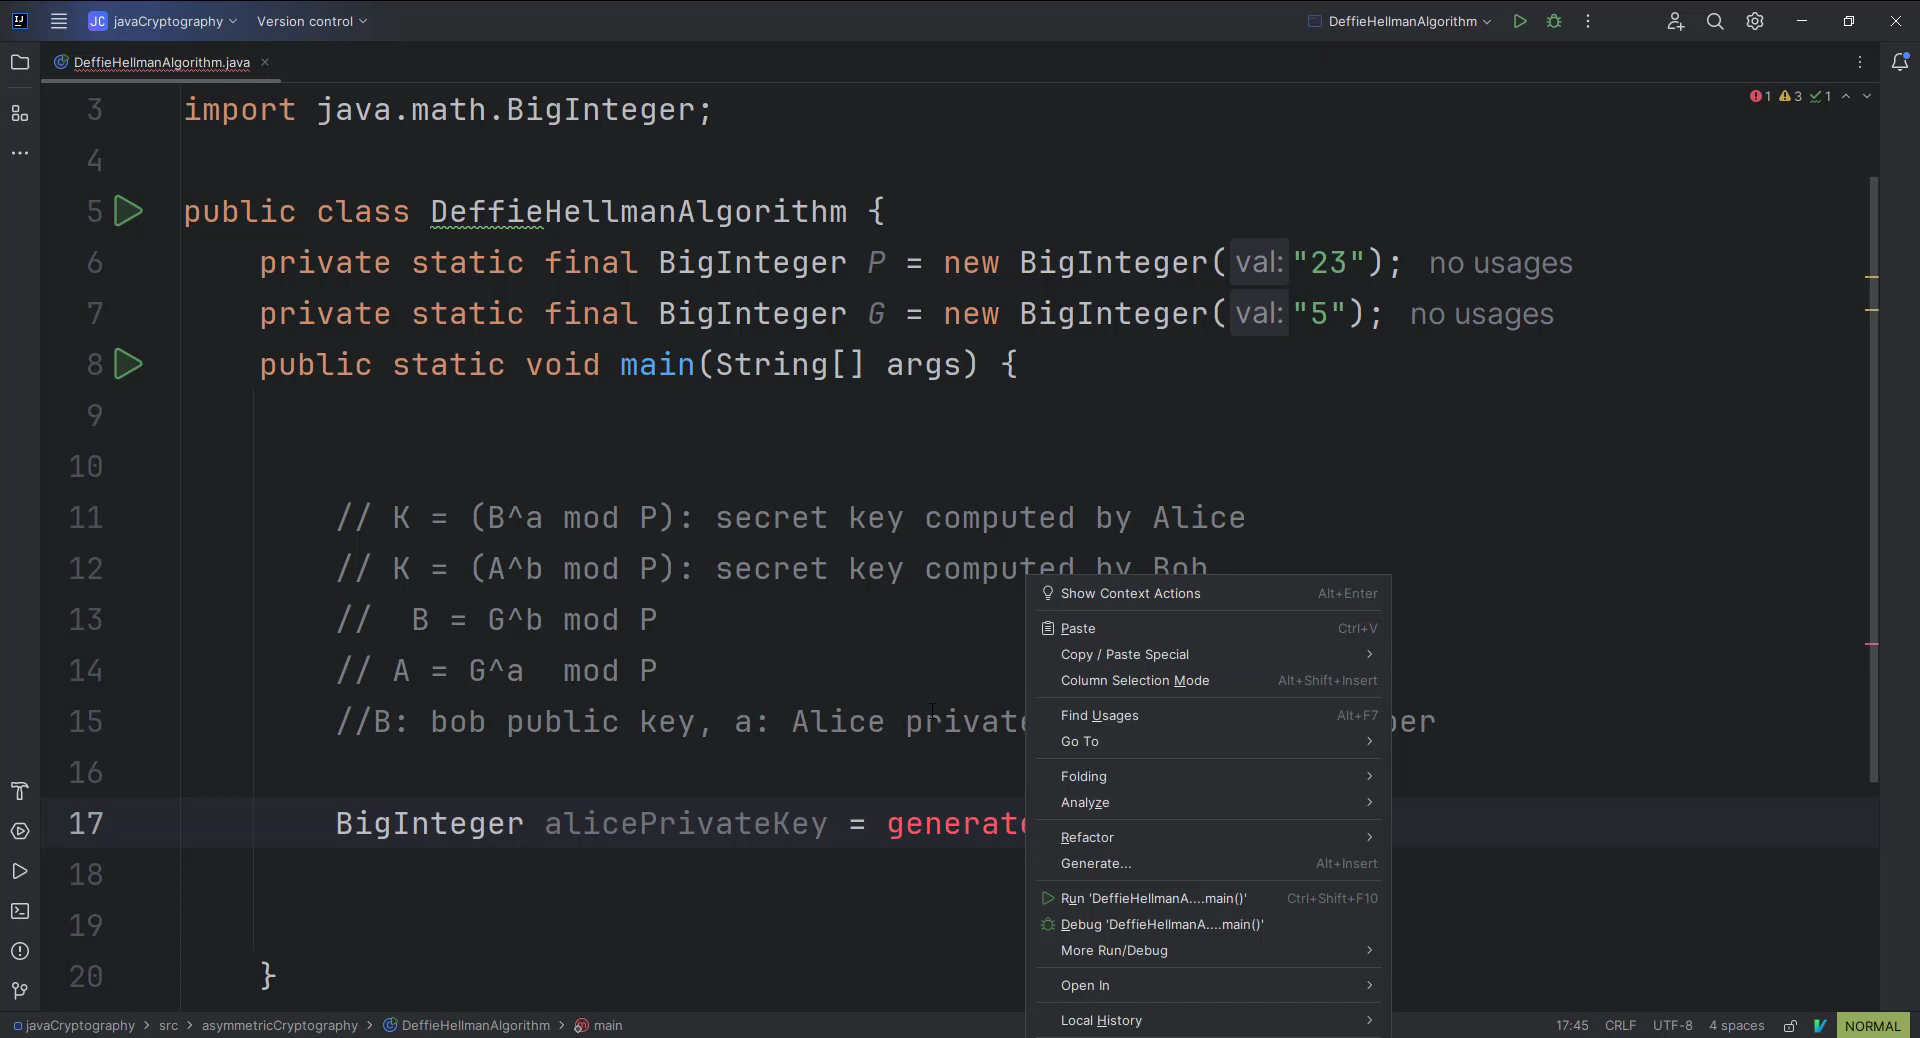 JC javaCryptography Version control DeffieHellmanAlgorithm
DeffieHellmanAlgorithm.java
1 3 1
3 import java.math.BigInteger;
4
5 public class DeffieHellmanAlgorithm {
6 private static final BigInteger P = new BigInteger( val: "23"); no usages
7 private static final BigInteger G = new BigInteger( val: "5"); no usages
8 public static void main(String[] args) {
9
10
11 // K = (B^a mod P): secret key computed by Alice
12 // K = (A^b mod P): secret key computed by Bob
13 //  B = G^b mod P
14 // A = G^a  mod P
15 //B: bob public key, a: Alice private
16
17 BigInteger alicePrivateKey = generate
18
19
20 }
Show Context Actions Alt+Enter
Paste Ctrl+V
Copy / Paste Special
Column Selection Mode Alt+Shift+Insert
Find Usages Alt+F7
Go To
Folding
Analyze
Refactor
Generate... Alt+Insert
Run 'DeffieHellmanA....main()' Ctrl+Shift+F10
Debug 'DeffieHellmanA....main()'
More Run/Debug
Open In
Local History
javaCryptography > src > asymmetricCryptography > DeffieHellmanAlgorithm > main 17:45 CRLF UTF-8 4 spaces NORMAL